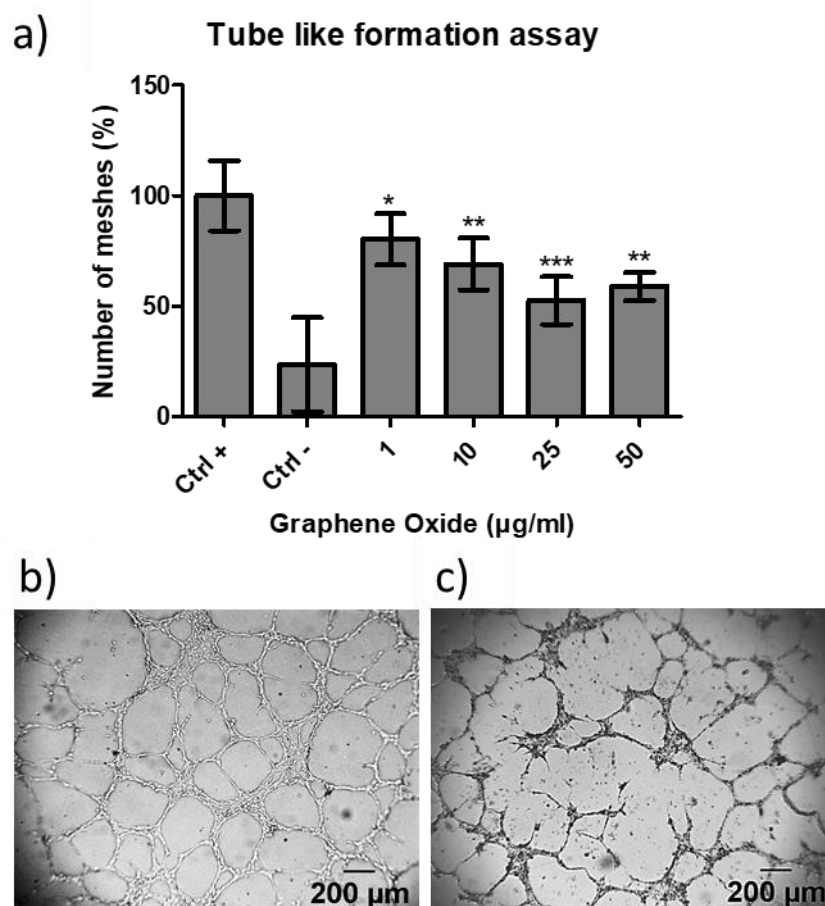 a)
Tube like formation assay
Number of meshes (%)
150
100
50
0
*
**
***
**
Ctrl +
Ctrl -
1
10
25
50
Graphene Oxide (µg/ml)
b)
c)
200 µm
200 µm